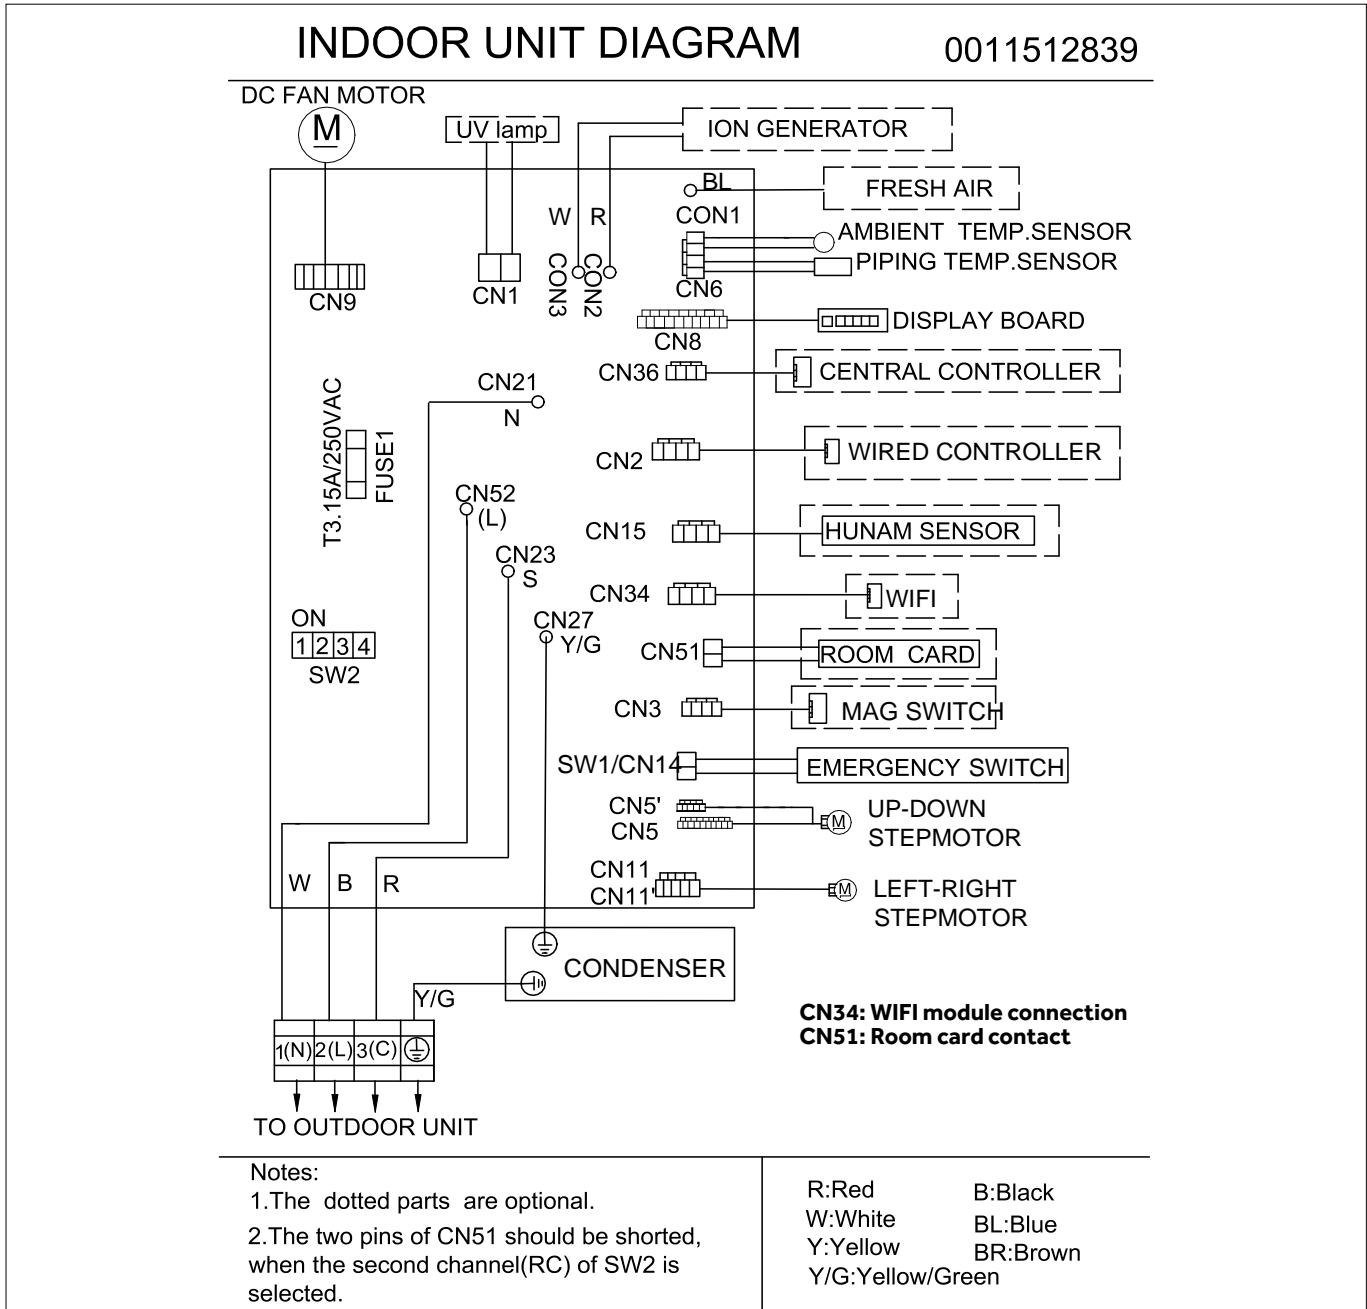 INDOOR UNIT DIAGRAM 0011512839
DC FAN MOTOR
M
UV lamp
ION GENERATOR
BL
FRESH AIR
W R
CON1
AMBIENT TEMP.SENSOR
PIPING TEMP.SENSOR
CN9
CN1
CON3
CON2
CN6
DISPLAY BOARD
CN8
CN36
CENTRAL CONTROLLER
CN21
N
T3.15A/250VAC
FUSE1
CN2
WIRED CONTROLLER
CN52
(L)
CN15
HUNAM SENSOR
CN23
S
CN34
WIFI
ON
1 2 3 4
SW2
CN27
Y/G
CN51
ROOM CARD
CN3
MAG SWITCH
SW1/CN14
EMERGENCY SWITCH
CN5'
CN5
M
UP-DOWN
STEPMOTOR
CN11
CN11'
M
LEFT-RIGHT
STEPMOTOR
W B R
CONDENSER
Y/G
1(N) 2(L) 3(C)
TO OUTDOOR UNIT
CN34: WIFI module connection
CN51: Room card contact
Notes:
1.The dotted parts are optional.
2.The two pins of CN51 should be shorted,
when the second channel(RC) of SW2 is
selected.
R:Red B:Black
W:White BL:Blue
Y:Yellow BR:Brown
Y/G:Yellow/Green